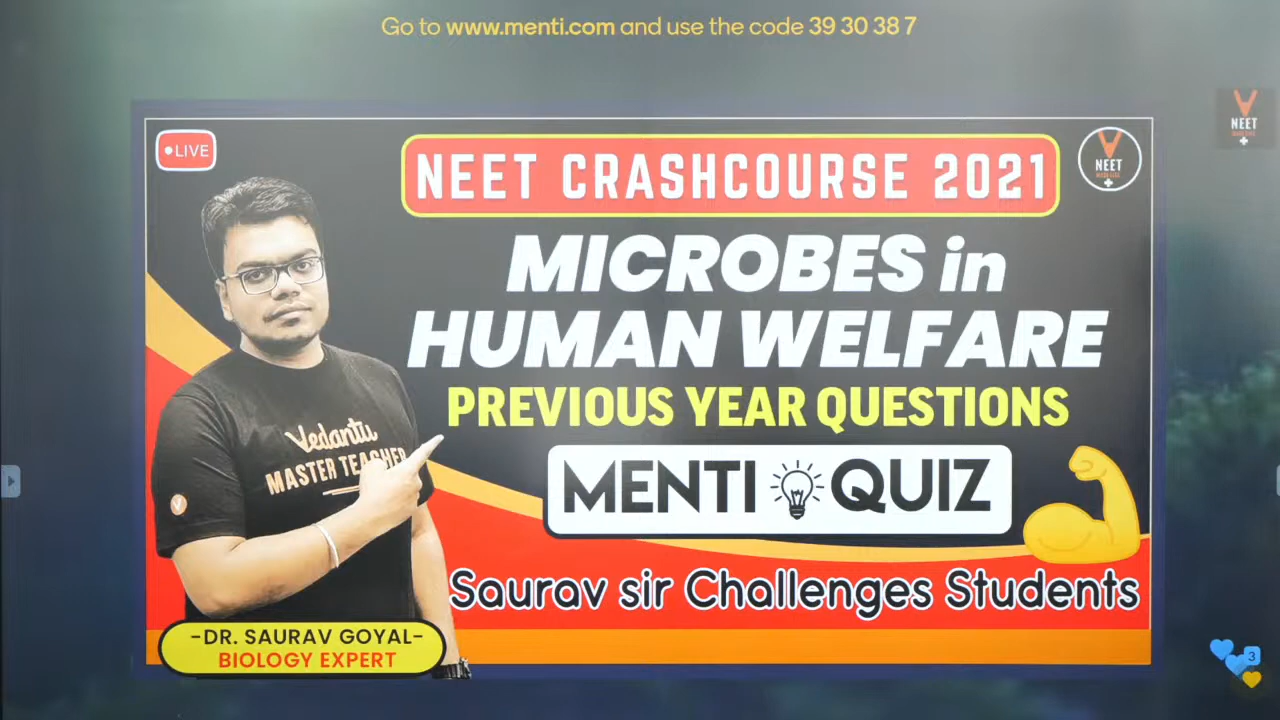 Go to www.menti.com and use the code 39 30 38 7
LIVE
NEET CRASHCOURSE 2021
NEET
NEET
MICROBES in
HUMAN WELFARE
PREVIOUS YEAR QUESTIONS
MENTI QUIZ
Vedantu
MASTER TEACHER
Saurav sir Challenges Students
-DR. SAURAV GOYAL-
BIOLOGY EXPERT
3